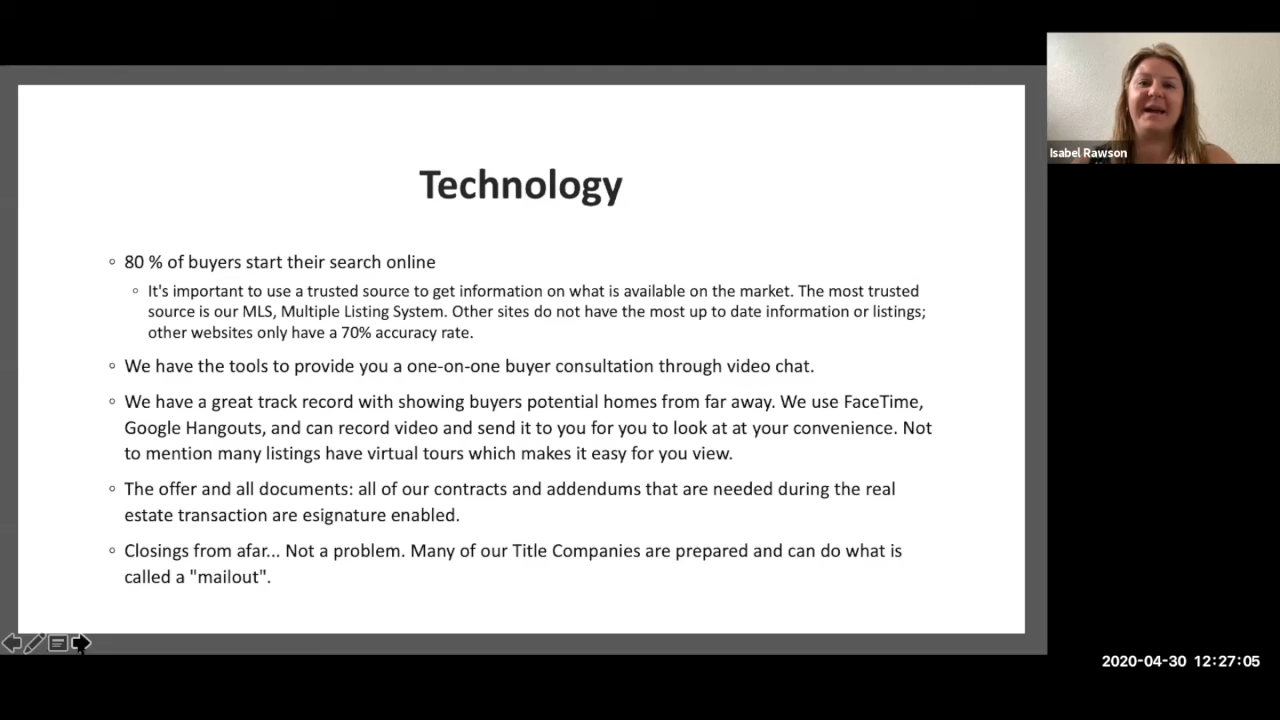 Technology
80 % of buyers start their search online
It's important to use a trusted source to get information on what is available on the market. The most trusted
source is our MLS, Multiple Listing System. Other sites do not have the most up to date information or listings;
other websites only have a 70% accuracy rate.
We have the tools to provide you a one-on-one buyer consultation through video chat.
We have a great track record with showing buyers potential homes from far away. We use FaceTime,
Google Hangouts, and can record video and send it to you for you to look at at your convenience. Not
to mention many listings have virtual tours which makes it easy for you view.
The offer and all documents: all of our contracts and addendums that are needed during the real
estate transaction are esignature enabled.
Closings from afar... Not a problem. Many of our Title Companies are prepared and can do what is
called a "mailout".
Isabel Rawson
2020-04-30 12:27:05